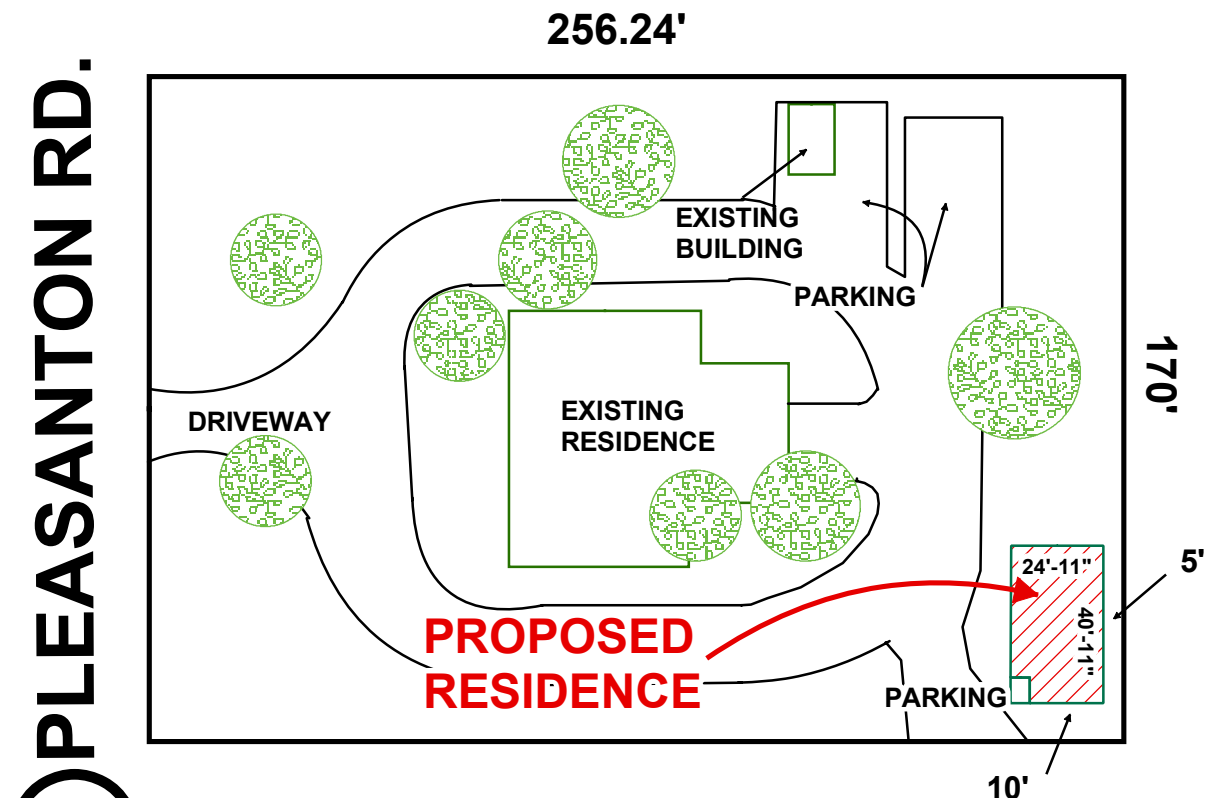 256.24'
PLEASANTON RD.
EXISTING
BUILDING
PARKING
170'
DRIVEWAY
EXISTING
RESIDENCE
24'-11"
5'
40'-11"
PROPOSED
RESIDENCE
PARKING
10'